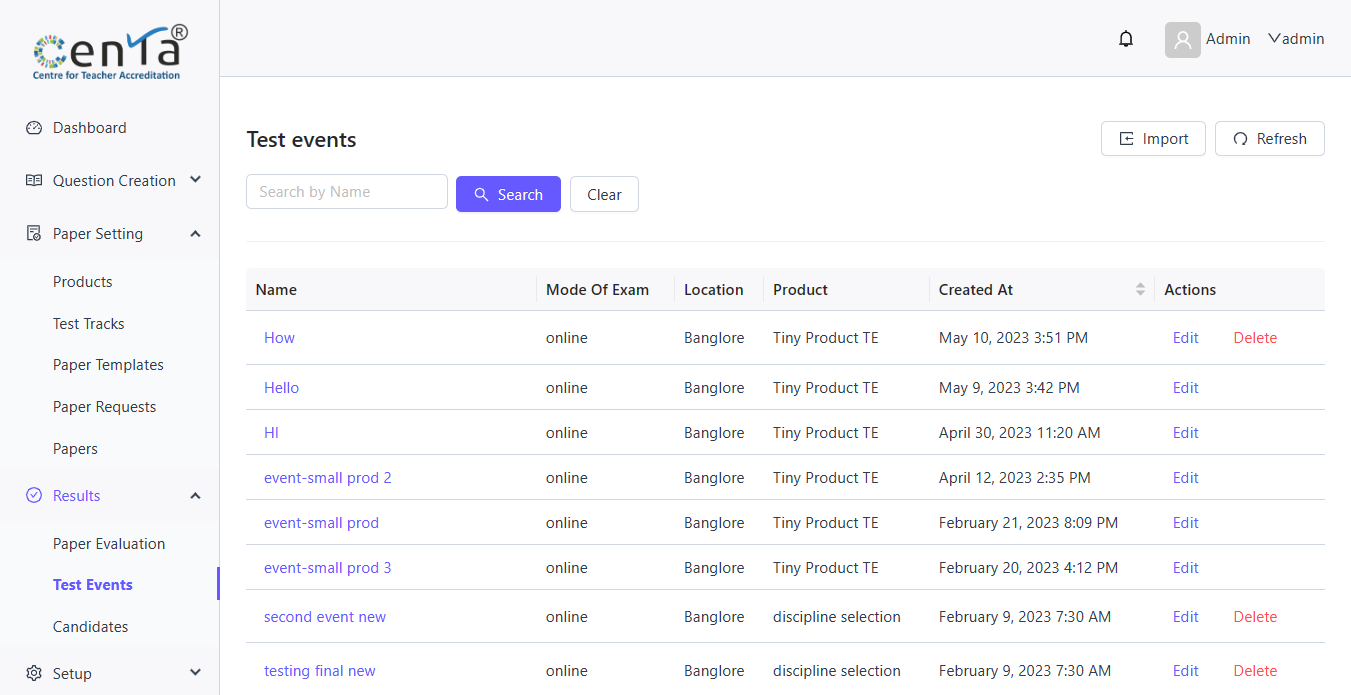 CENTA®
Centre for Teacher Accreditation
Admin admin
Dashboard
Question Creation
Paper Setting
Products
Test Tracks
Paper Templates
Paper Requests
Papers
Results
Paper Evaluation
Test Events
Candidates
Setup
Test events
Import Refresh
Search by Name Search Clear
Name Mode Of Exam Location Product Created At Actions
How online Banglore Tiny Product TE May 10, 2023 3:51 PM Edit Delete
Hello online Banglore Tiny Product TE May 9, 2023 3:42 PM Edit
HI online Banglore Tiny Product TE April 30, 2023 11:20 AM Edit
event-small prod 2 online Banglore Tiny Product TE April 12, 2023 2:35 PM Edit
event-small prod online Banglore Tiny Product TE February 21, 2023 8:09 PM Edit
event-small prod 3 online Banglore Tiny Product TE February 20, 2023 4:12 PM Edit
second event new online Banglore discipline selection February 9, 2023 7:30 AM Edit Delete
testing final new online Banglore discipline selection February 9, 2023 7:30 AM Edit Delete